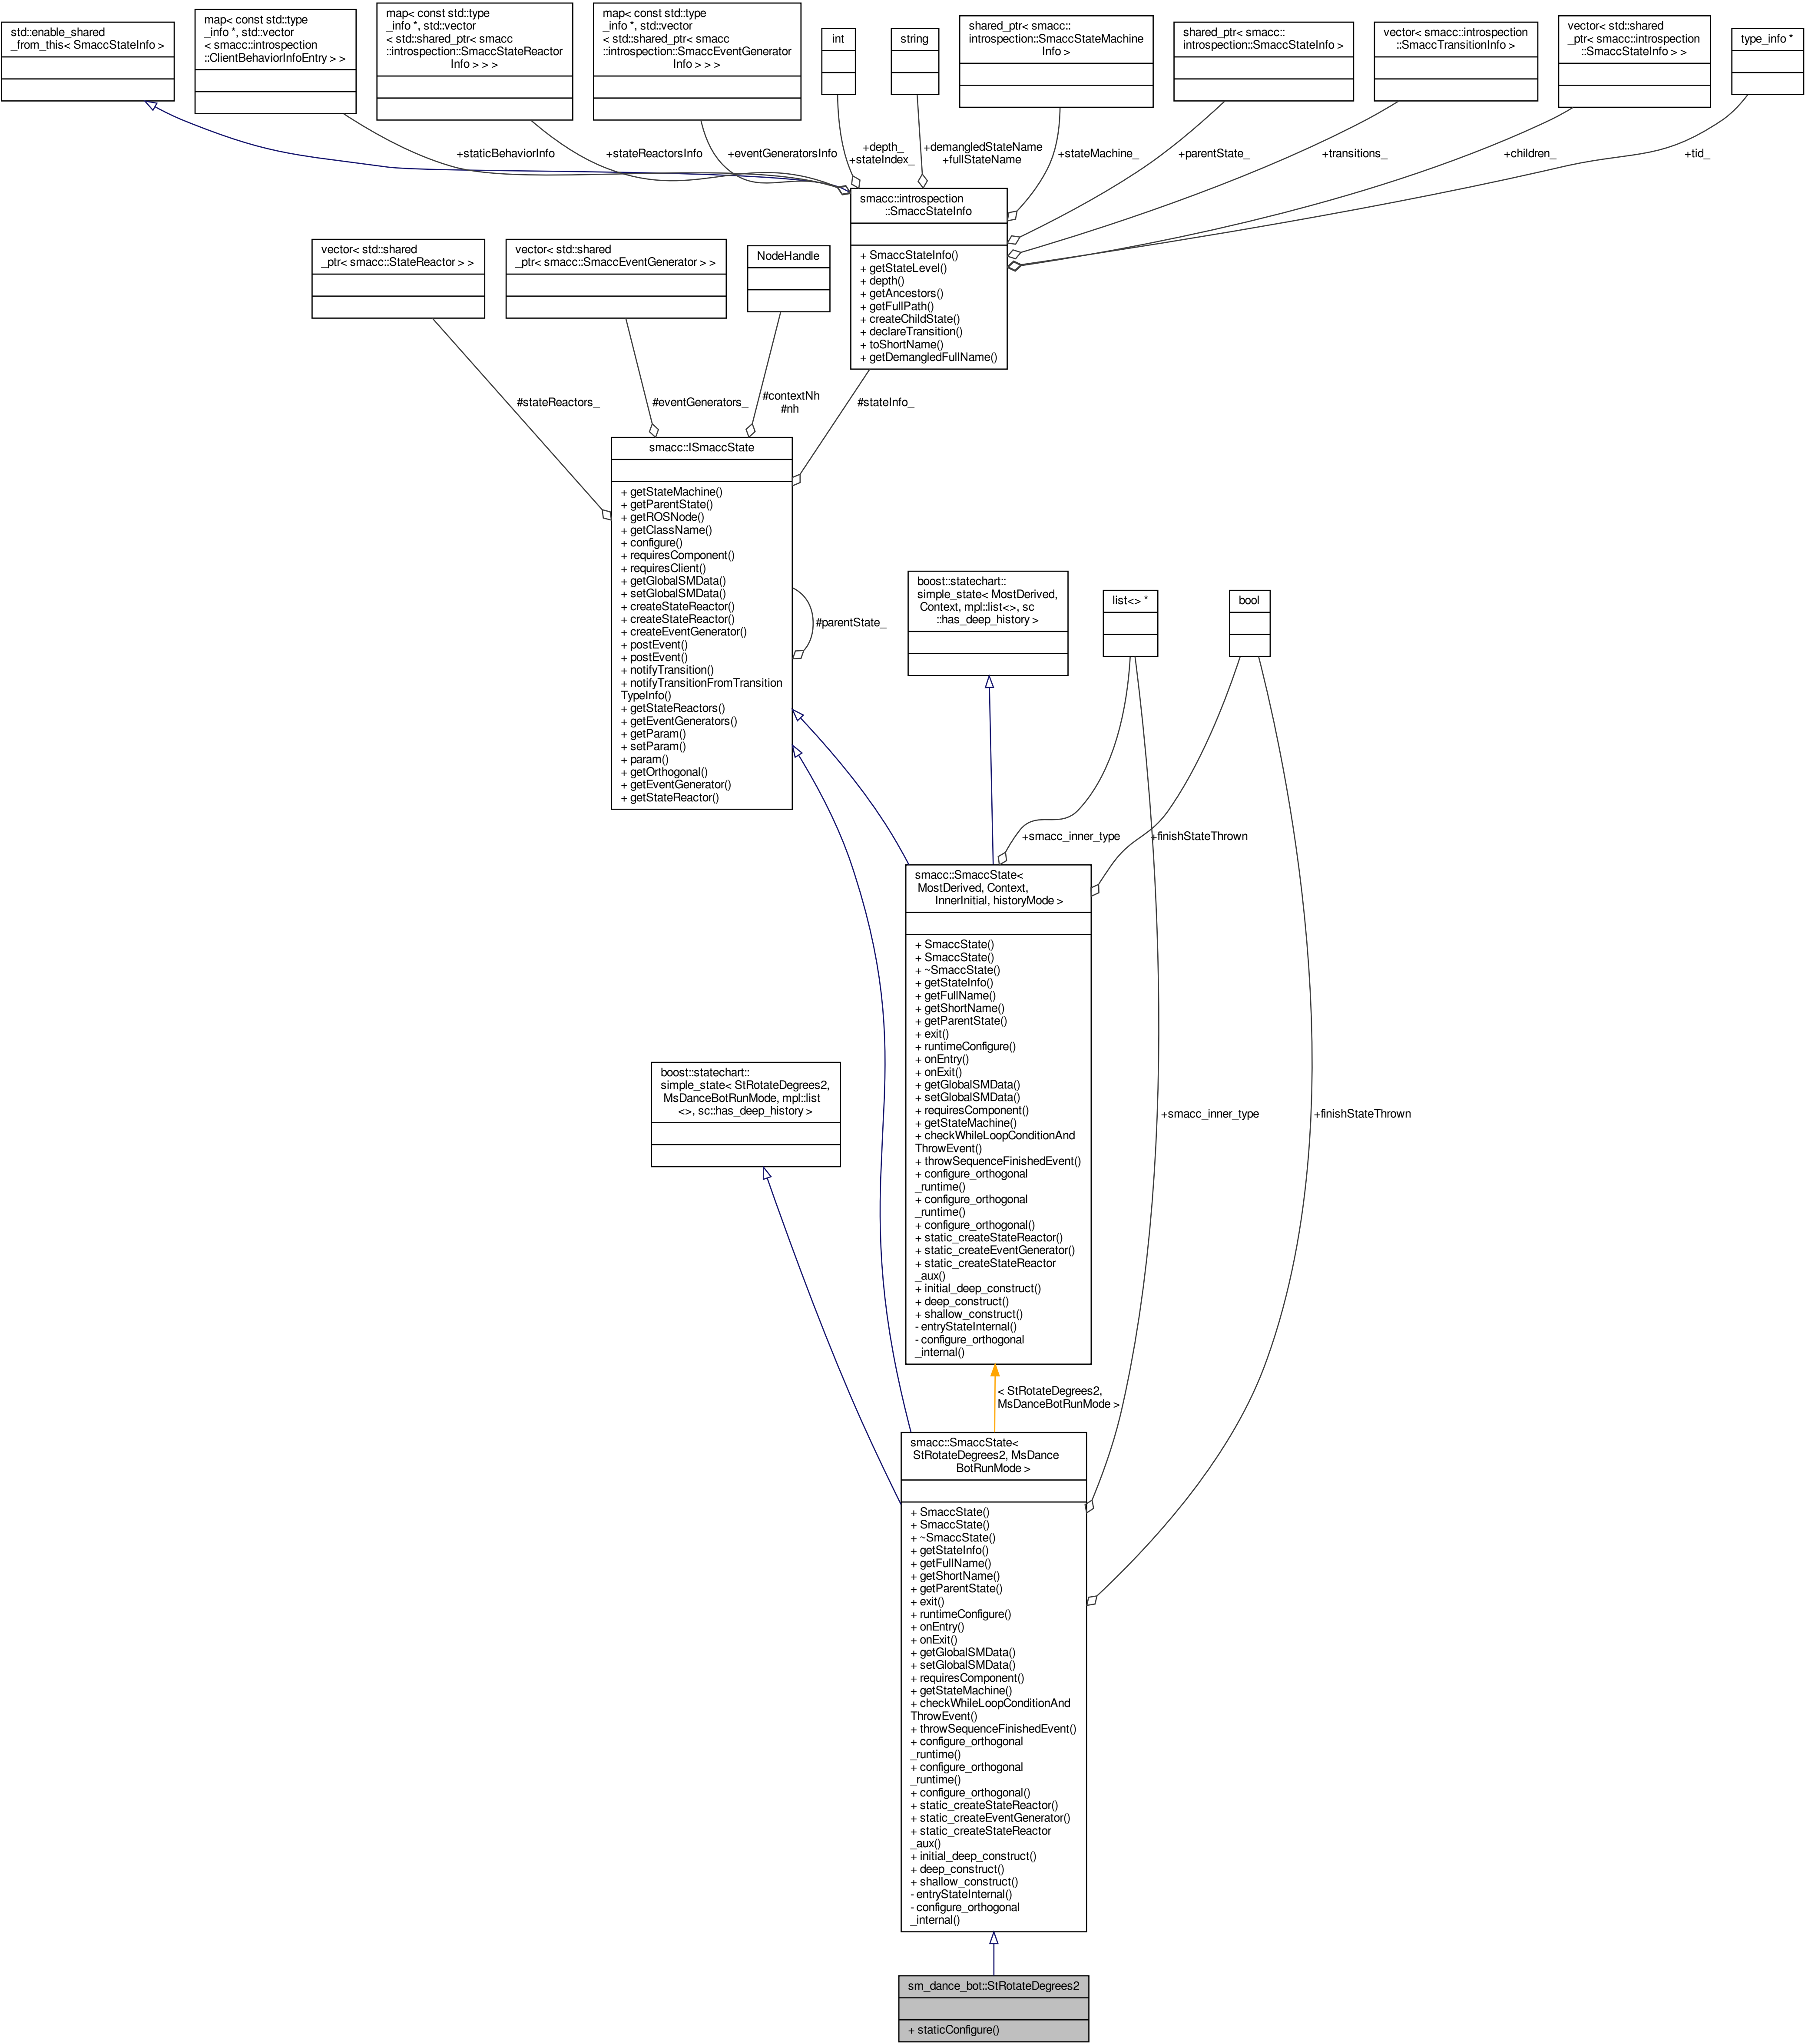 std::enable_shared
_from_this< SmaccStateInfo >
map< const std::type
_info *, std::vector
< smacc::introspection
::ClientBehaviorInfoEntry > >
map< const std::type
_info *, std::vector
< std::shared_ptr< smacc
::introspection::SmaccStateReactor
Info > > >
map< const std::type
_info *, std::vector
< std::shared_ptr< smacc
::introspection::SmaccEventGenerator
Info > > >
int
string
shared_ptr< smacc::
introspection::SmaccStateMachine
Info >
shared_ptr< smacc::
introspection::SmaccStateInfo >
vector< smacc::introspection
::SmaccTransitionInfo >
vector< std::shared
_ptr< smacc::introspection
::SmaccStateInfo > >
type_info *
+staticBehaviorInfo
+stateReactorsInfo
+eventGeneratorsInfo
+depth_
+stateIndex_
+demangledStateName
+fullStateName
+stateMachine_
+parentState_
+transitions_
+children_
+tid_
smacc::introspection
::SmaccStateInfo
+ SmaccStateInfo()
+ getStateLevel()
+ depth()
+ getAncestors()
+ getFullPath()
+ createChildState()
+ declareTransition()
+ toShortName()
+ getDemangledFullName()
vector< std::shared
_ptr< smacc::StateReactor > >
vector< std::shared
_ptr< smacc::SmaccEventGenerator > >
NodeHandle
#stateReactors_
#eventGenerators_
#contextNh
#nh
#stateInfo_
smacc::ISmaccState
+ getStateMachine()
+ getParentState()
+ getROSNode()
+ getClassName()
+ configure()
+ requiresComponent()
+ requiresClient()
+ getGlobalSMData()
+ setGlobalSMData()
+ createStateReactor()
+ createStateReactor()
+ createEventGenerator()
+ postEvent()
+ postEvent()
+ notifyTransition()
+ notifyTransitionFromTransition
TypeInfo()
+ getStateReactors()
+ getEventGenerators()
+ getParam()
+ setParam()
+ param()
+ getOrthogonal()
+ getEventGenerator()
+ getStateReactor()
#parentState_
boost::statechart::
simple_state< MostDerived,
Context, mpl::list<>, sc
::has_deep_history >
list<> *
bool
+smacc_inner_type
+finishStateThrown
smacc::SmaccState<
MostDerived, Context,
InnerInitial, historyMode >
+ SmaccState()
+ SmaccState()
+ ~SmaccState()
+ getStateInfo()
+ getFullName()
+ getShortName()
+ getParentState()
+ exit()
+ runtimeConfigure()
+ onEntry()
+ onExit()
+ getGlobalSMData()
+ setGlobalSMData()
+ requiresComponent()
+ getStateMachine()
+ checkWhileLoopConditionAnd
ThrowEvent()
+ throwSequenceFinishedEvent()
+ configure_orthogonal
_runtime()
+ configure_orthogonal
_runtime()
+ configure_orthogonal()
+ static_createStateReactor()
+ static_createEventGenerator()
+ static_createStateReactor
_aux()
+ initial_deep_construct()
+ deep_construct()
+ shallow_construct()
- entryStateInternal()
- configure_orthogonal
_internal()
boost::statechart::
simple_state< StRotateDegrees2,
MsDanceBotRunMode, mpl::list
<>, sc::has_deep_history >
+smacc_inner_type
+finishStateThrown
< StRotateDegrees2,
MsDanceBotRunMode >
smacc::SmaccState<
StRotateDegrees2, MsDance
BotRunMode >
+ SmaccState()
+ SmaccState()
+ ~SmaccState()
+ getStateInfo()
+ getFullName()
+ getShortName()
+ getParentState()
+ exit()
+ runtimeConfigure()
+ onEntry()
+ onExit()
+ getGlobalSMData()
+ setGlobalSMData()
+ requiresComponent()
+ getStateMachine()
+ checkWhileLoopConditionAnd
ThrowEvent()
+ throwSequenceFinishedEvent()
+ configure_orthogonal
_runtime()
+ configure_orthogonal
_runtime()
+ configure_orthogonal()
+ static_createStateReactor()
+ static_createEventGenerator()
+ static_createStateReactor
_aux()
+ initial_deep_construct()
+ deep_construct()
+ shallow_construct()
- entryStateInternal()
- configure_orthogonal
_internal()
sm_dance_bot::StRotateDegrees2
+ staticConfigure()